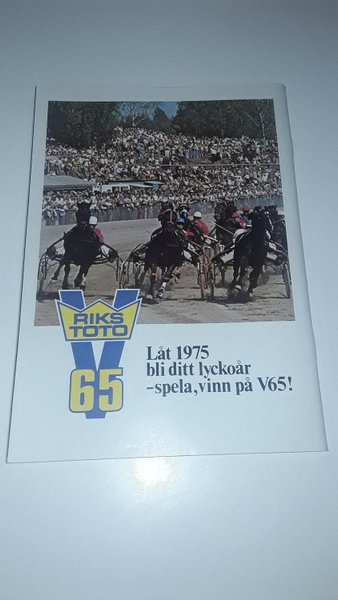 RIKS
TOTO
V
65
Låt 1975
bli ditt lyckoår
–spela, vinn på V65!